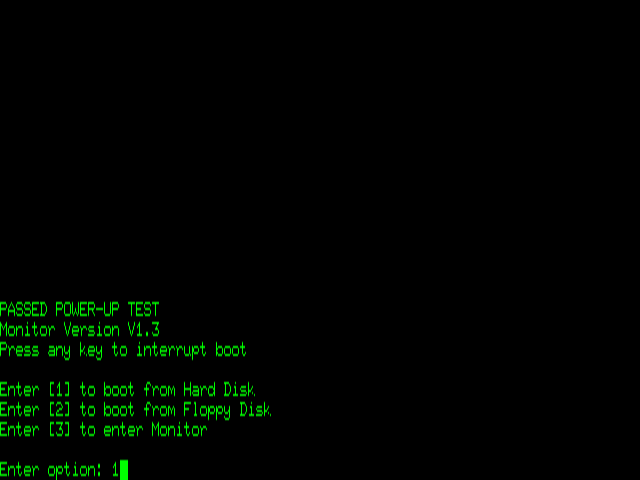 PASSED POWER-UP TEST
Monitor Version V1.3
Press any key to interrupt boot
Enter [1] to boot from Hard Disk
Enter [2] to boot from Floppy Disk
Enter [3] to enter Monitor
Enter option: 1